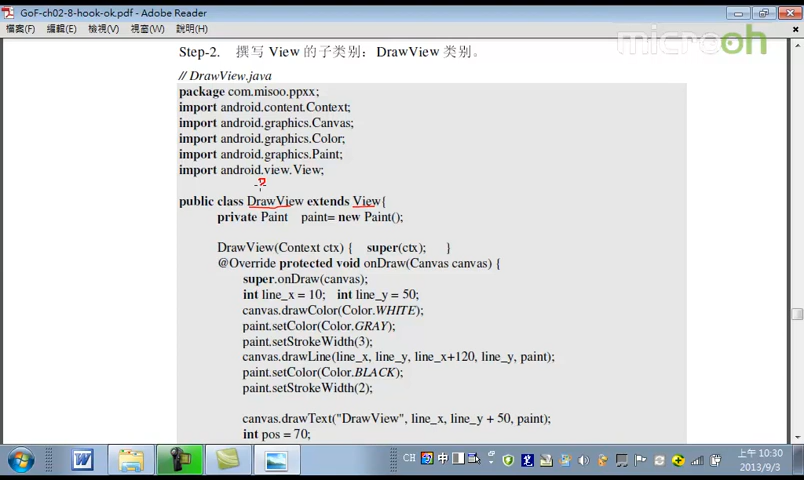 GoF-ch02-8-hook-ok.pdf - Adobe Reader
檔案(F) 編輯(E) 檢視(V) 視窗(W) 說明(H)
microoh
Step-2. 撰写 View 的子类别：DrawView 类别。
// DrawView.java
package com.misoo.ppxx;
import android.content.Context;
import android.graphics.Canvas;
import android.graphics.Color;
import android.graphics.Paint;
import android.view.View;
public class DrawView extends View{
private Paint paint= new Paint();
DrawView(Context ctx) { super(ctx); }
@Override protected void onDraw(Canvas canvas) {
super.onDraw(canvas);
int line_x = 10; int line_y = 50;
canvas.drawColor(Color.WHITE);
paint.setColor(Color.GRAY);
paint.setStrokeWidth(3);
canvas.drawLine(line_x, line_y, line_x+120, line_y, paint);
paint.setColor(Color.BLACK);
paint.setStrokeWidth(2);
canvas.drawText("DrawView", line_x, line_y + 50, paint);
int pos = 70;
CH 中
上午 10:30
2013/9/3